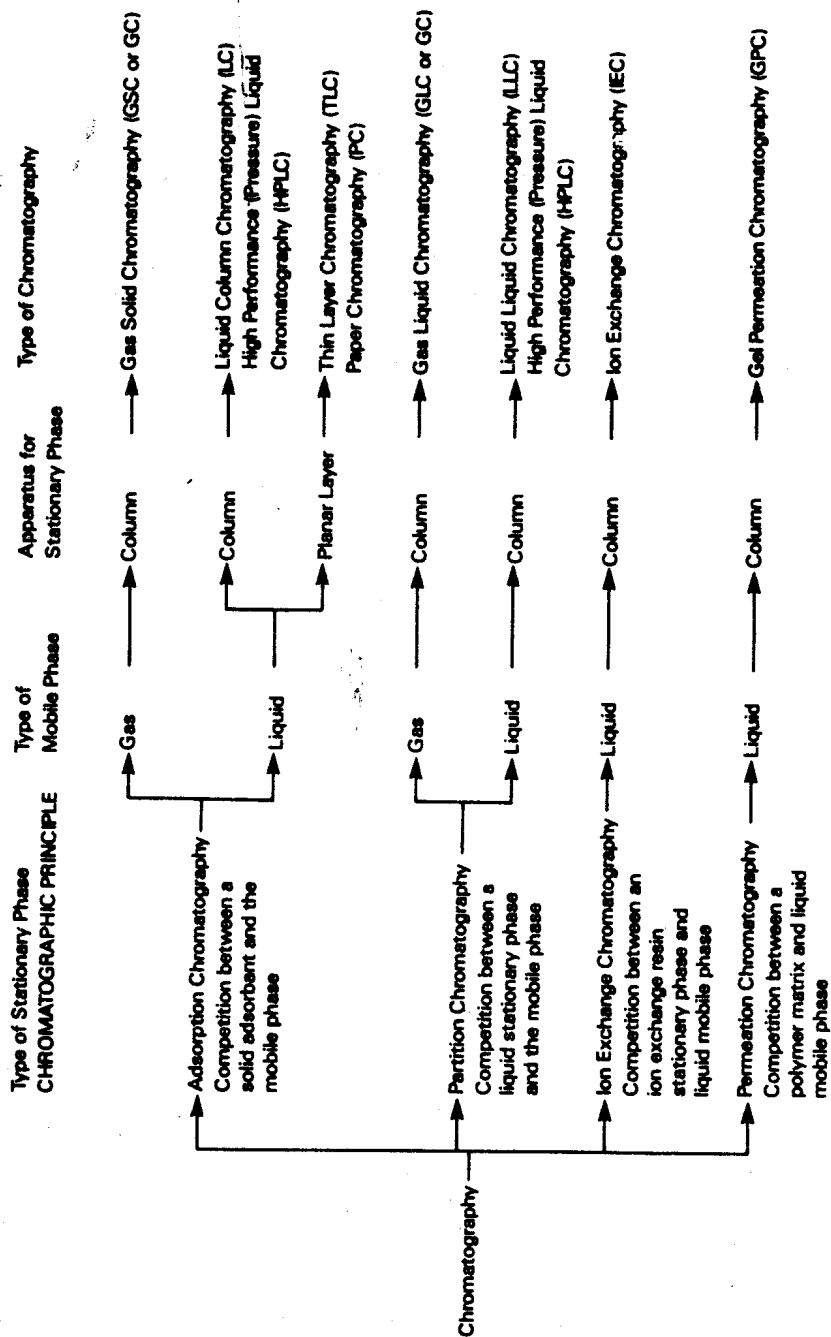 Type of Stationary Phase
CHROMATOGRAPHIC PRINCIPLE
Type of
Mobile Phase
Apparatus for
Stationary Phase
Type of Chromatography
Chromatography
Adsorption Chromatography
Competition between a
solid adsorbent and the
mobile phase
Gas
Column
Gas Solid Chromatography (GSC or GC)
Liquid
Column
Liquid Column Chromatography (LC)
High Performance (Pressure) Liquid
Chromatography (HPLC)
Planar Layer
Thin Layer Chromatography (TLC)
Paper Chromatography (PC)
Partition Chromatography
Competition between a
liquid stationary phase
and the mobile phase
Gas
Column
Gas Liquid Chromatography (GLC or GC)
Liquid
Column
Liquid Liquid Chromatography (LLC)
High Performance (Pressure) Liquid
Chromatography (HPLC)
Ion Exchange Chromatography
Competition between an
ion exchange resin
stationary phase and
liquid mobile phase
Liquid
Column
Ion Exchange Chromatography (IEC)
Permeation Chromatography
Competition between a
polymer matrix and liquid
mobile phase
Liquid
Column
Gel Permeation Chromatography (GPC)